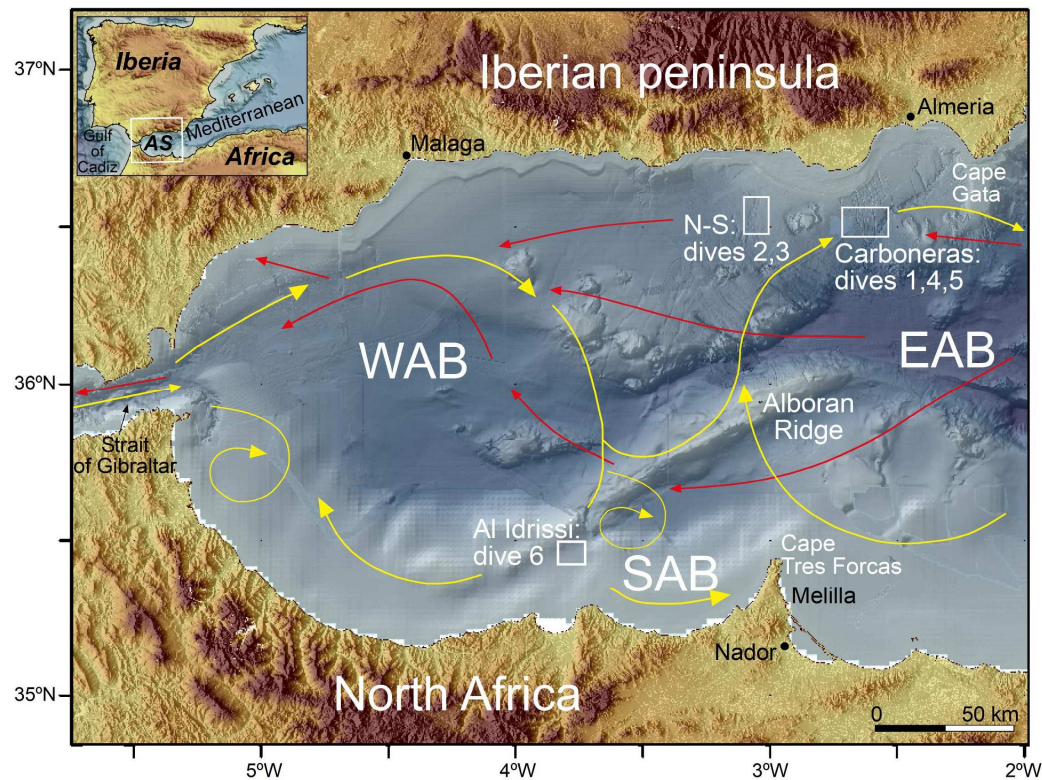 Iberia
Mediterranean
Gulf
of
Cadiz
AS
Africa
37ºN
36ºN
35ºN
Iberian peninsula
Almeria
Malaga
Cape
Gata
N-S:
dives 2,3
Carboneras:
dives 1,4,5
WAB
EAB
Alboran
Ridge
Strait
of Gibraltar
Al Idrissi:
dive 6
SAB
Cape
Tres Forcas
Melilla
Nador
North Africa
0 50 km
5ºW
4ºW
3ºW
2ºW